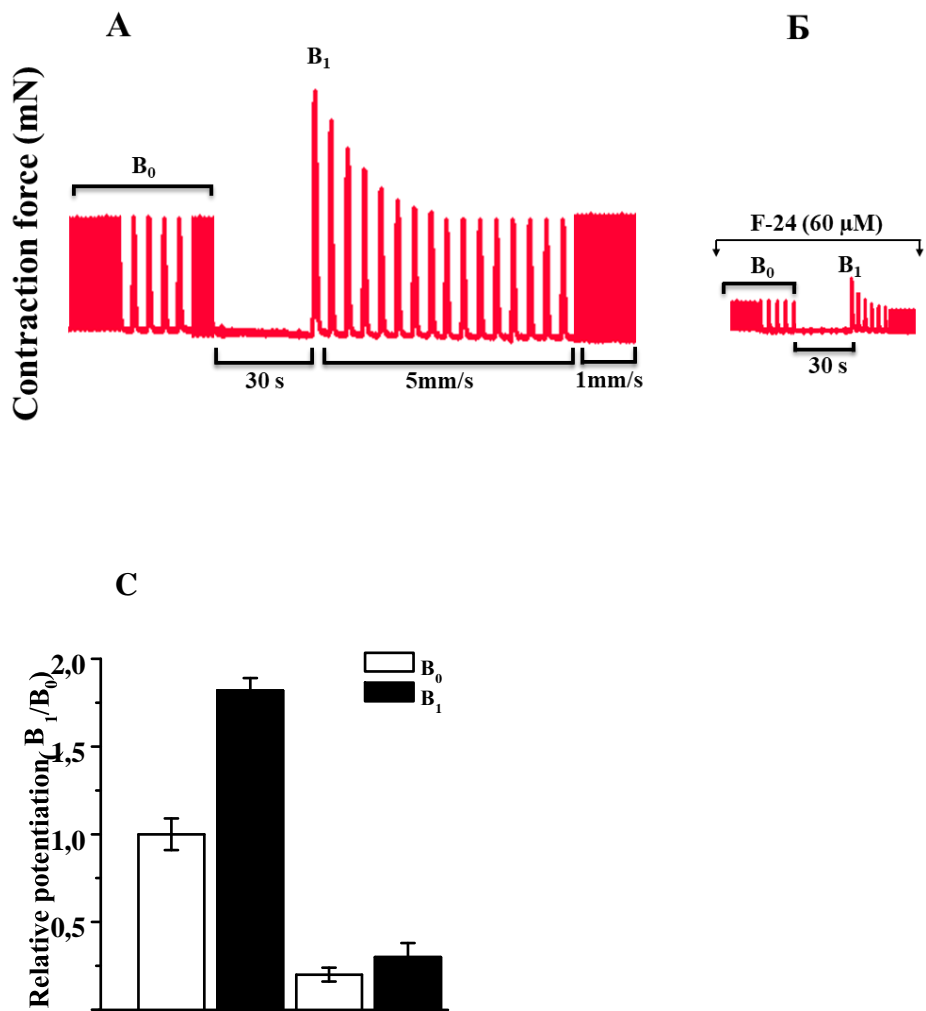 А
Б
B1
Contraction force (mN)
B0
F-24 (60 μM)
B0
B1
30 s
5mm/s
1mm/s
30 s
C
Relative potentiation( B 1/B0)
2,0
1,5
1,0
0,5
B0
B1